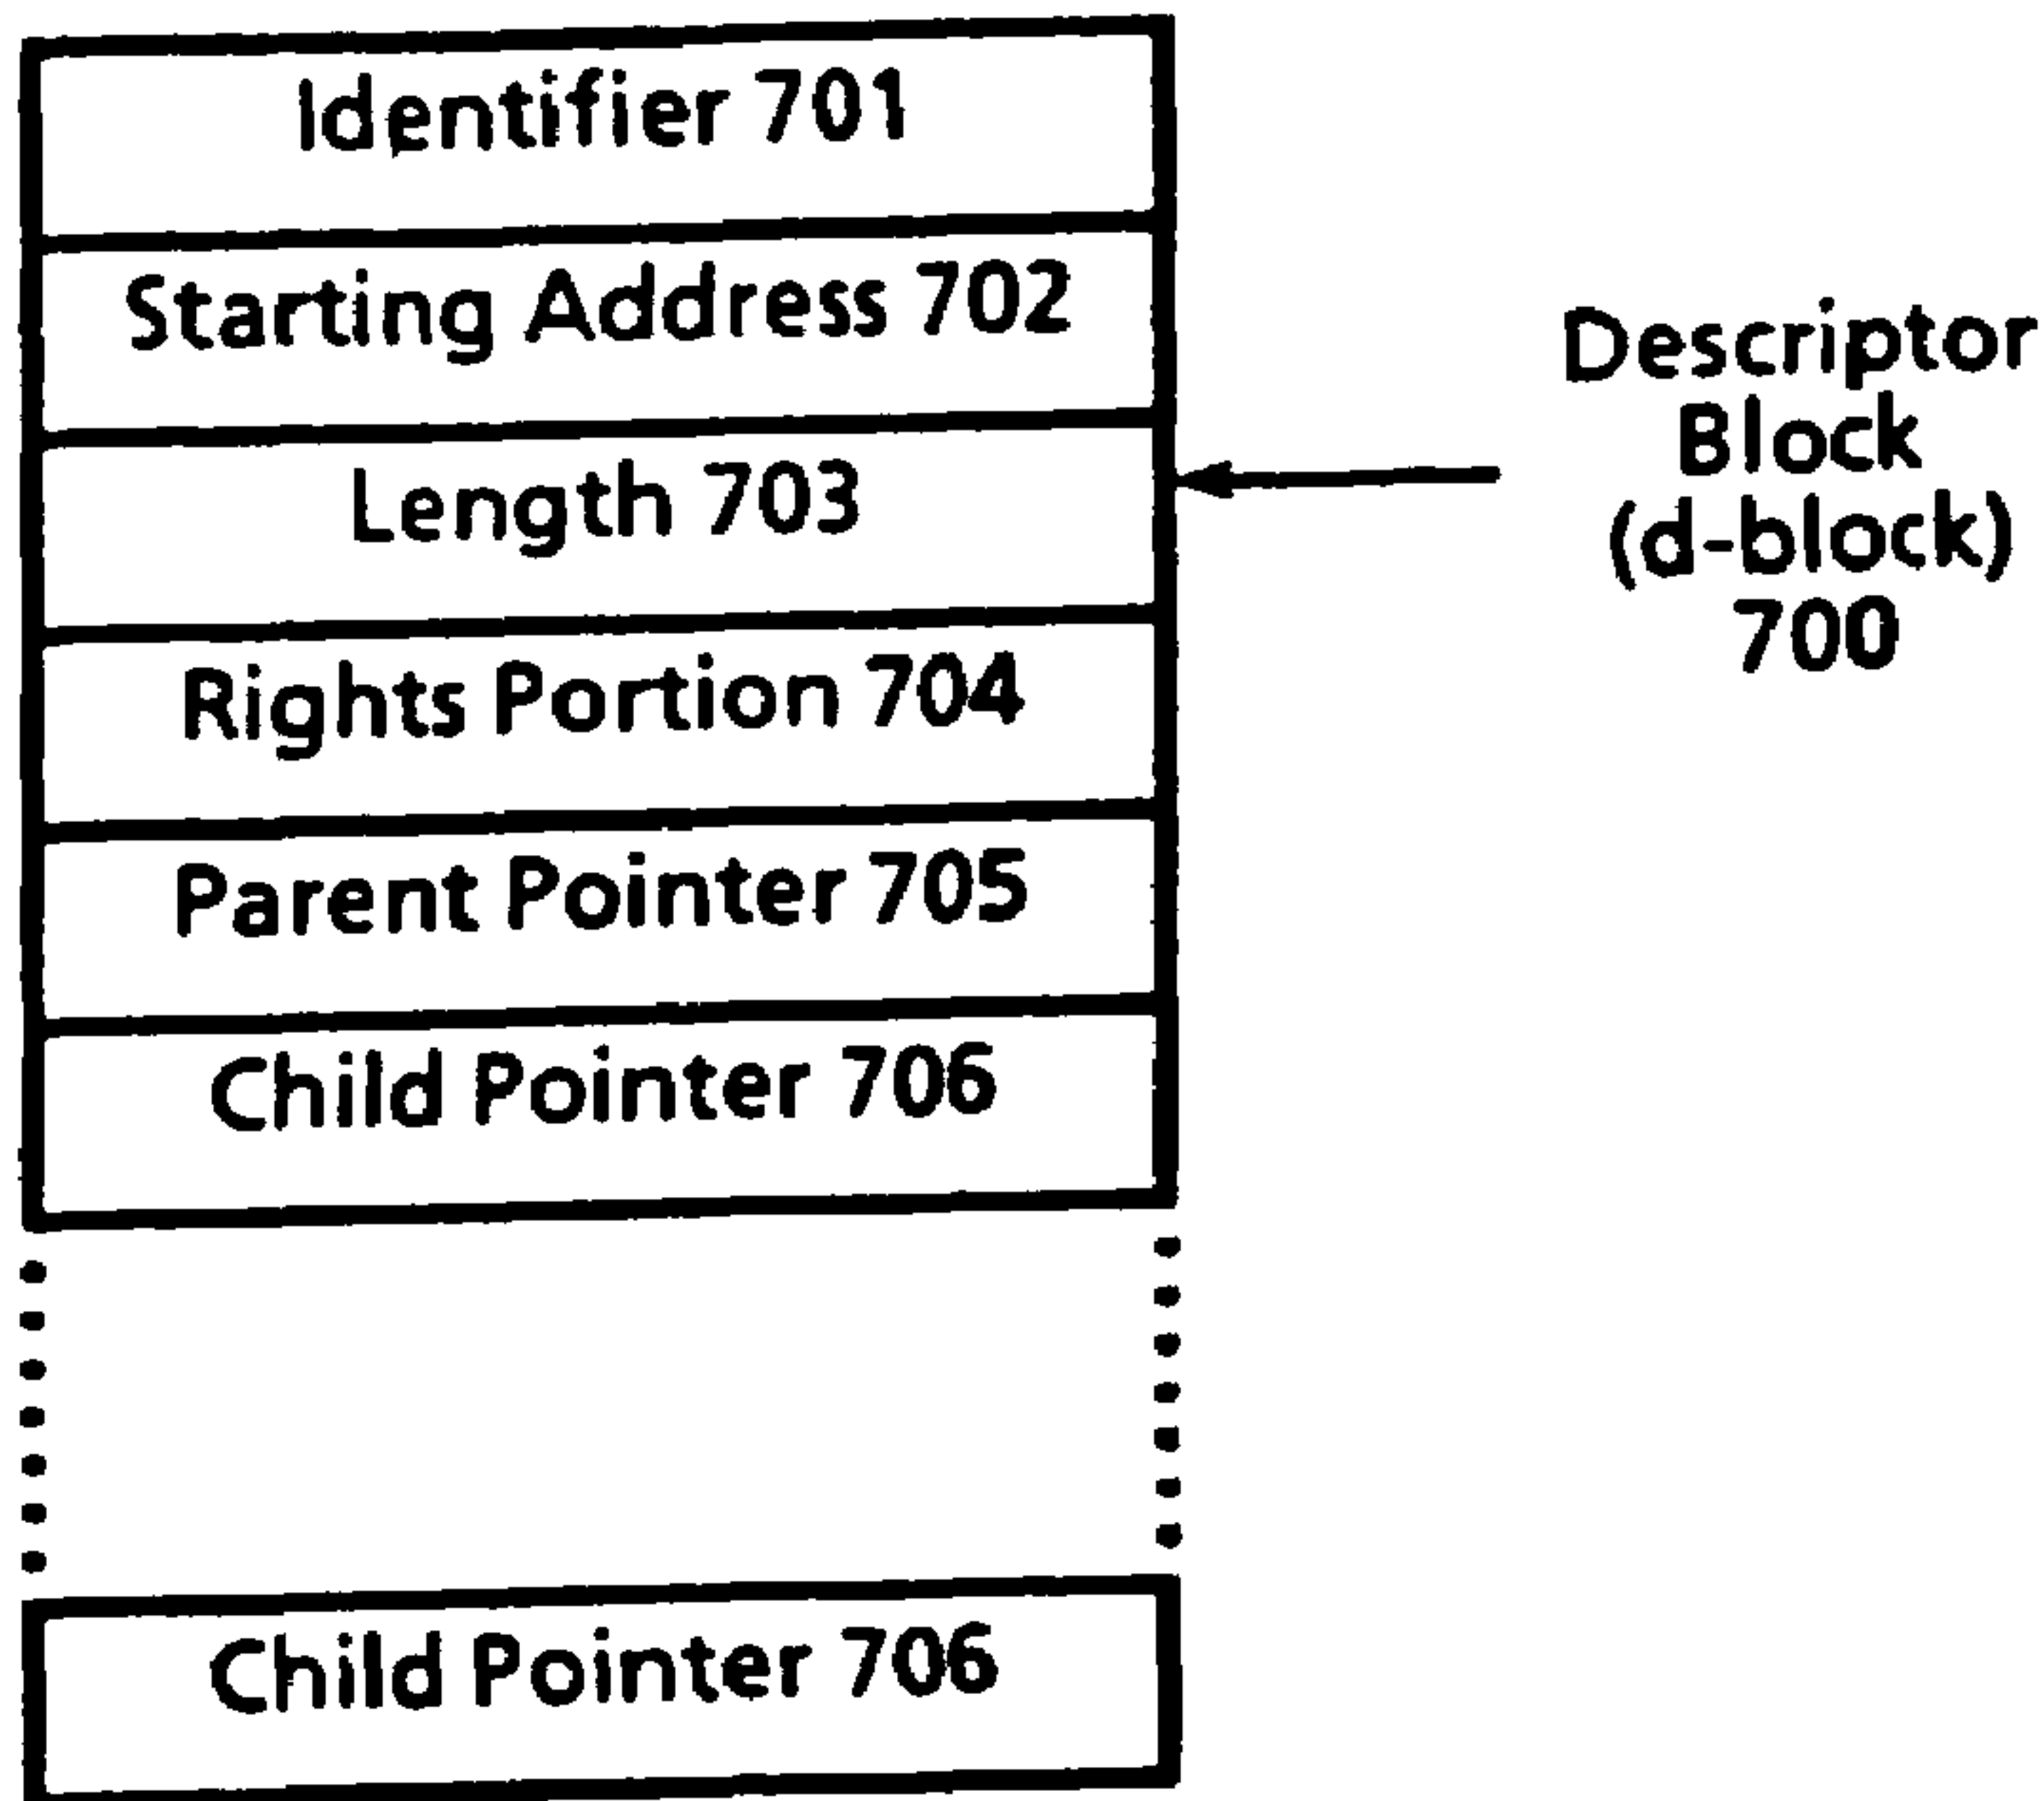 Identifier 701
Starting Address 702
Length 703
Rights Portion 704
Parent Pointer 705
Child Pointer 706
Child Pointer 706
Descriptor
Block
(d-block)
700